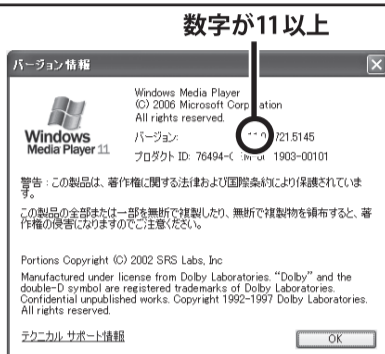 数字が11以上
バージョン情報
Windows Media Player
(C) 2006 Microsoft Corp ation
All rights reserved.
バージョン: 11.0 721.5145
プロダクト ID: 76494- 1903-00101
Windows
Media Player 11
警告 : この製品は、著作権に関する法律および国際条約により保護されていま
す。
この製品の全部または一部を無断で複製したり、無断で複製物を頒布すると、著
作権の侵害になりますのでご注意ください。
Portions Copyright (C) 2002 SRS Labs, Inc
Manufactured under license from Dolby Laboratories. “Dolby” and the
double-D symbol are registered trademarks of Dolby Laboratories.
Confidential unpublished works. Copyright 1992-1997 Dolby Laboratories.
All rights reserved.
テクニカル サポート情報
OK